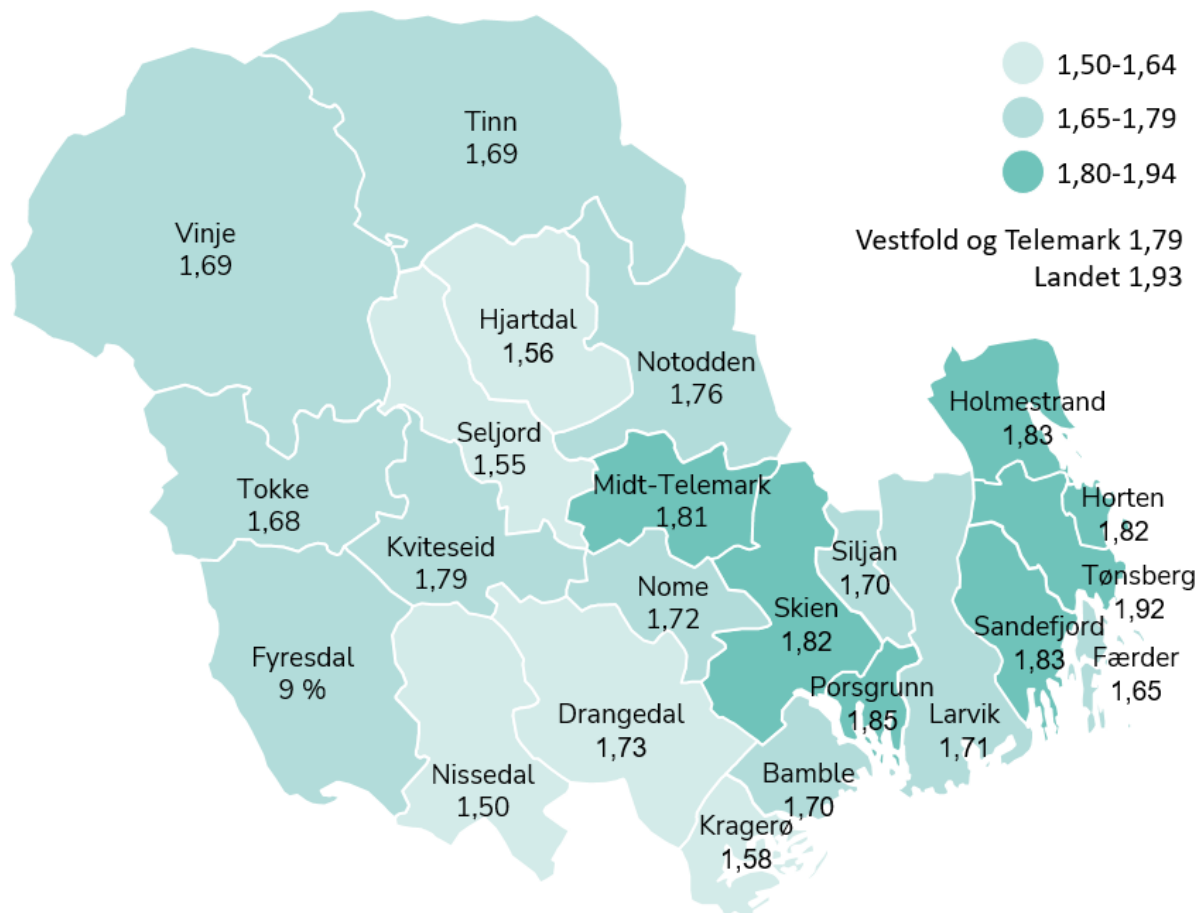 1,50-1,64
1,65-1,79
1,80-1,94
Vestfold og Telemark 1,79
Landet 1,93
Tinn
1,69
Vinje
1,69
Hjartdal
1,56
Notodden
1,76
Holmestrand
1,83
Seljord
1,55
Midt-Telemark
1,81
Tokke
1,68
Horten
1,82
Kviteseid
1,79
Siljan
1,70
Nome
1,72
Tønsberg
1,92
Skien
1,82
Sandefjord
1,83
Færder
1,65
Fyresdal
9 %
Porsgrunn
1,85
Drangedal
1,73
Larvik
1,71
Nissedal
1,50
Bamble
1,70
Kragerø
1,58